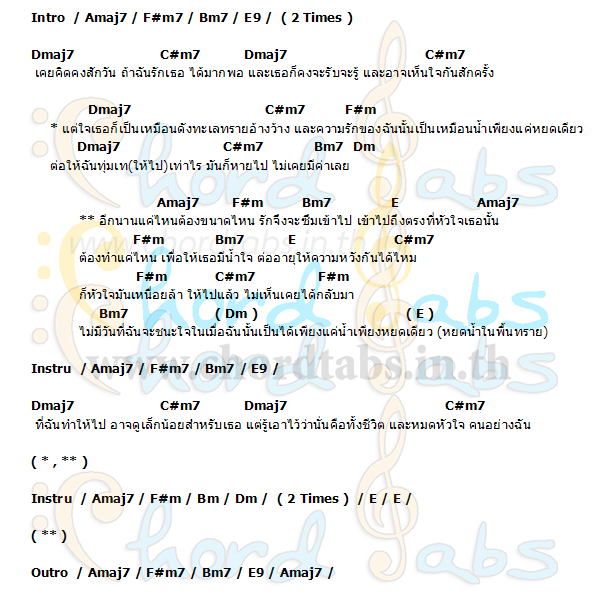 Intro / Amaj7 / F#m7 / Bm7 / E9 / ( 2 Times )
Dmaj7 C#m7 Dmaj7 C#m7
เคยคิดคงสักวัน ถ้าฉันรักเธอ ได้มากพอ และเธอก็คงจะรับจะรู้ และอาจเห็นใจกันสักครั้ง
Dmaj7 C#m7 F#m
* แต่ใจเธอก็เป็นเหมือนดังทะเลทรายอ้างว้าง และความรักของฉันนั้นเป็นเหมือนน้ำเพียงแค่หยดเดียว
Dmaj7 C#m7 Bm7 Dm
ต่อให้ฉันทุ่มเท(ให้ไป)เท่าไร มันก็หายไป ไม่เคยมีค่าเลย
Amaj7 F#m Bm7 E Amaj7
** อีกนานแค่ไหนต้องขนาดไหน รักจึงจะซึมเข้าไป เข้าไปถึงตรงที่หัวใจเธอนั้น
F#m Bm7 E C#m7
ต้องทำแค่ไหน เพื่อให้เธอมีน้ำใจ ต่ออายุให้ความหวังกันได้ไหม
F#m C#m7 F#m
ก็หัวใจมันเหนื่อยล้า ให้ไปแล้ว ไม่เห็นเคยได้กลับมา
Bm7 ( Dm ) ( E )
ไม่มีวันที่ฉันจะชนะใจในเมื่อฉันนั้นเป็นได้เพียงแค่น้ำเพียงหยดเดียว (หยดน้ำในพื้นทราย)
www.chordtabs.in.th
Instru / Amaj7 / F#m7 / Bm7 / E9 /
Dmaj7 C#m7 Dmaj7 C#m7
ที่ฉันทำให้ไป อาจดูเล็กน้อยสำหรับเธอ แต่รู้เอาไว้ว่านั่นคือทั้งชีวิต และหมดหัวใจ คนอย่างฉัน
( * , ** )
Instru / Amaj7 / F#m / Bm / Dm / ( 2 Times ) / E / E /
( ** )
Outro / Amaj7 / F#m7 / Bm7 / E9 / Amaj7 /